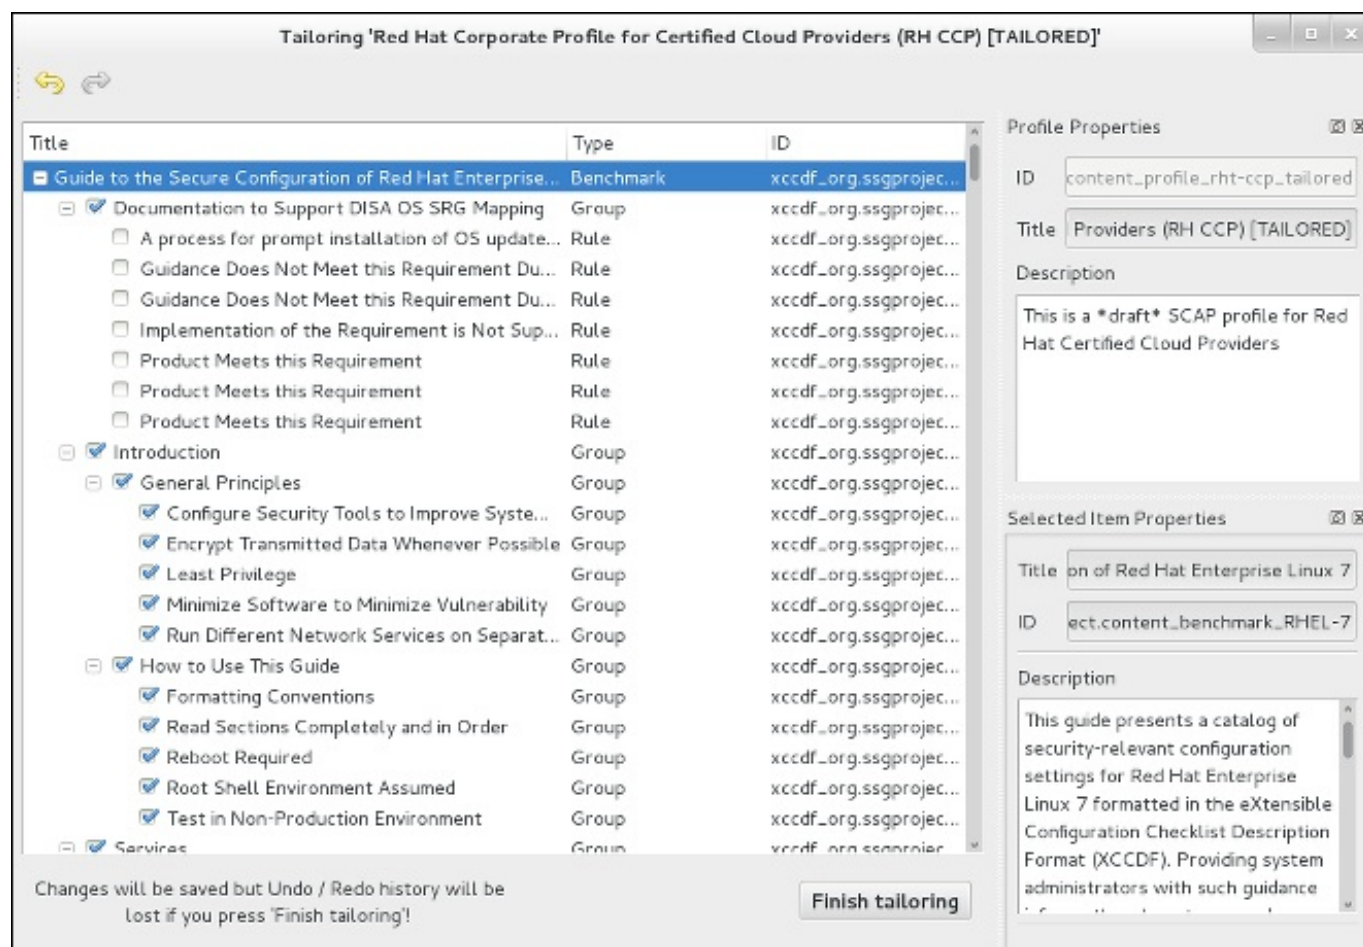 Tailoring 'Red Hat Corporate Profile for Certified Cloud Providers (RH CCP) [TAILORED]'
Title Type ID
Guide to the Secure Configuration of Red Hat Enterprise... Benchmark xccdf_org.ssgprojec...
Documentation to Support DISA OS SRG Mapping Group xccdf_org.ssgprojec...
A process for prompt installation of OS update... Rule xccdf_org.ssgprojec...
Guidance Does Not Meet this Requirement Du... Rule xccdf_org.ssgprojec...
Guidance Does Not Meet this Requirement Du... Rule xccdf_org.ssgprojec...
Implementation of the Requirement is Not Sup... Rule xccdf_org.ssgprojec...
Product Meets this Requirement Rule xccdf_org.ssgprojec...
Product Meets this Requirement Rule xccdf_org.ssgprojec...
Product Meets this Requirement Rule xccdf_org.ssgprojec...
Introduction Group xccdf_org.ssgprojec...
General Principles Group xccdf_org.ssgprojec...
Configure Security Tools to Improve Syste... Group xccdf_org.ssgprojec...
Encrypt Transmitted Data Whenever Possible Group xccdf_org.ssgprojec...
Least Privilege Group xccdf_org.ssgprojec...
Minimize Software to Minimize Vulnerability Group xccdf_org.ssgprojec...
Run Different Network Services on Separat... Group xccdf_org.ssgprojec...
How to Use This Guide Group xccdf_org.ssgprojec...
Formatting Conventions Group xccdf_org.ssgprojec...
Read Sections Completely and in Order Group xccdf_org.ssgprojec...
Reboot Required Group xccdf_org.ssgprojec...
Root Shell Environment Assumed Group xccdf_org.ssgprojec...
Test in Non-Production Environment Group xccdf_org.ssgprojec...
Services Group xccdf_org.ssgprojec...
Changes will be saved but Undo / Redo history will be
lost if you press 'Finish tailoring'!
Finish tailoring
Profile Properties
ID content_profile_rht-ccp_tailored
Title Providers (RH CCP) [TAILORED]
Description
This is a *draft* SCAP profile for Red
Hat Certified Cloud Providers
Selected Item Properties
Title on of Red Hat Enterprise Linux 7
ID ect.content_benchmark_RHEL-7
Description
This guide presents a catalog of
security-relevant configuration
settings for Red Hat Enterprise
Linux 7 formatted in the eXtensible
Configuration Checklist Description
Format (XCCDF). Providing system
administrators with such guidance